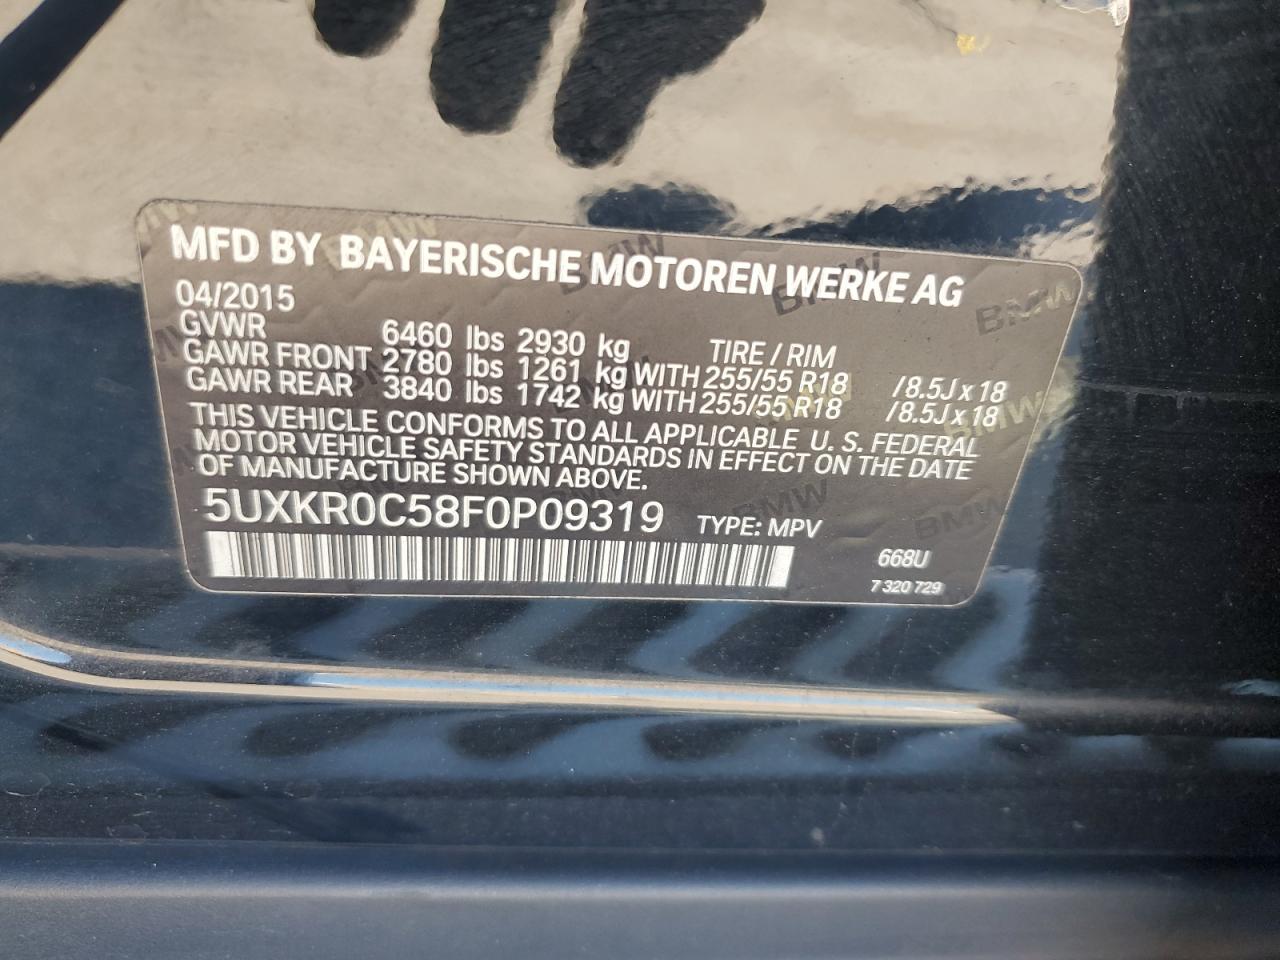 MFD BY BAYERISCHE MOTOREN WERKE AG
04/2015
GVWR 6460 lbs 2930 kg TIRE / RIM
GAWR FRONT 2780 lbs 1261 kg WITH 255/55 R18 /8.5J x 18
GAWR REAR 3840 lbs 1742 kg WITH 255/55 R18 /8.5J x 18
THIS VEHICLE CONFORMS TO ALL APPLICABLE U. S. FEDERAL
MOTOR VEHICLE SAFETY STANDARDS IN EFFECT ON THE DATE
OF MANUFACTURE SHOWN ABOVE.
5UXKR0C58F0P09319 TYPE: MPV
668U
7 320 729